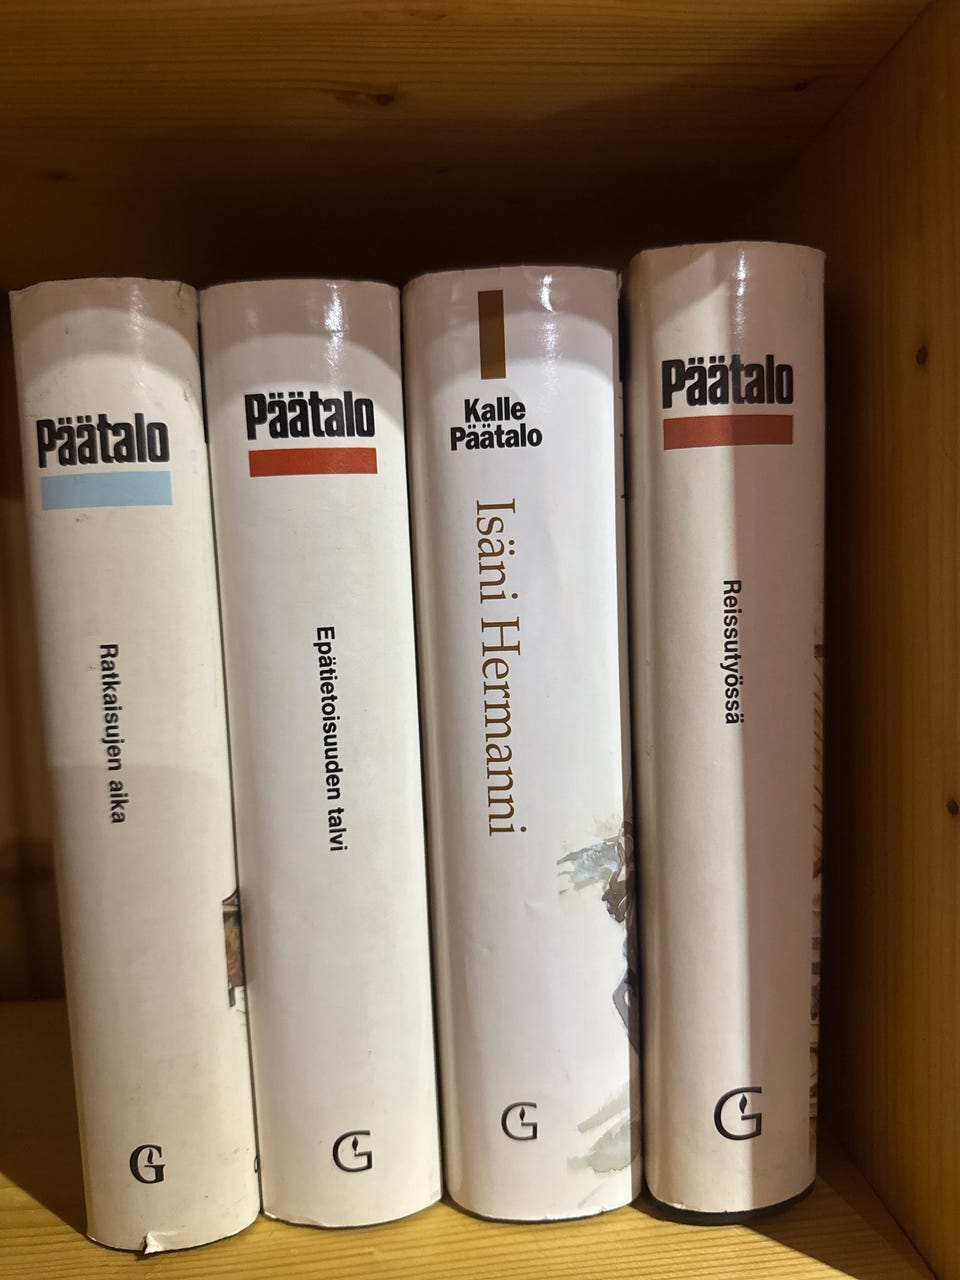 Päätalo
Ratkaisujen aika
G
Päätalo
Epätietoisuuden talvi
G
Kalle
Päätalo
Isäni Hermanni
G
Päätalo
Reissutyössä
G